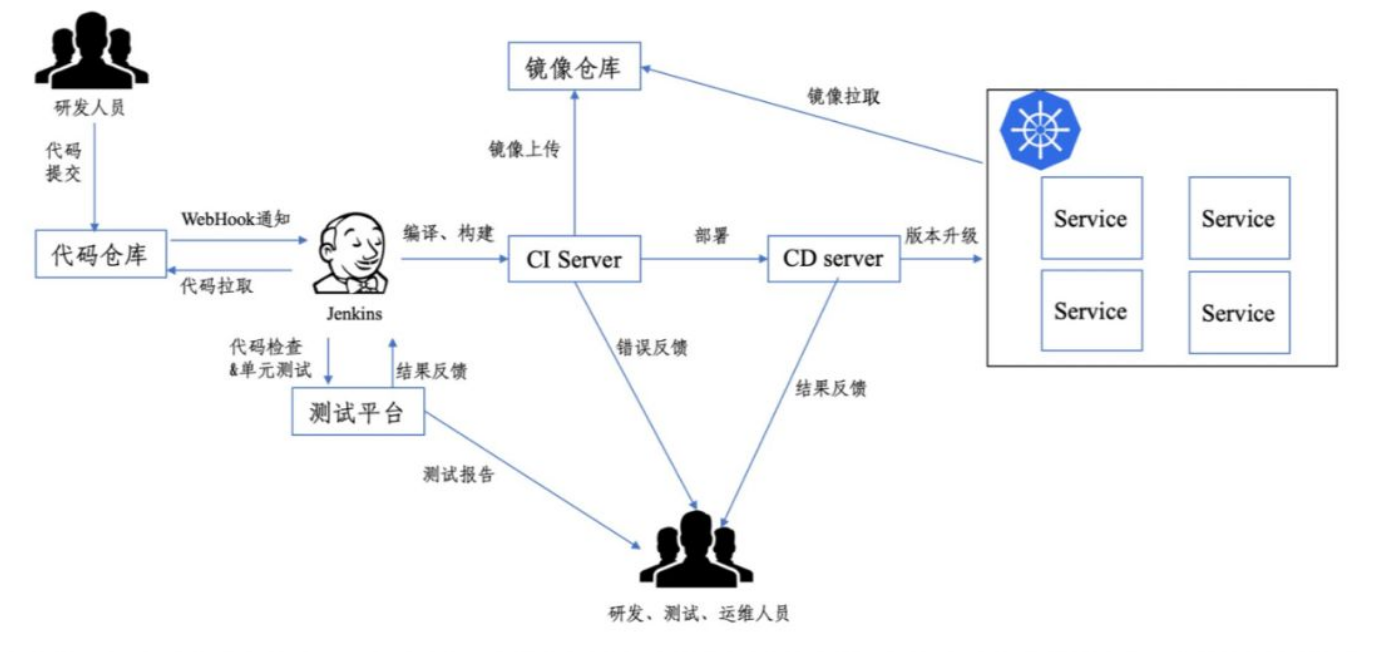 研发人员
代码
提交
代码仓库
WebHook通知
代码拉取
Jenkins
代码检查
&单元测试
结果反馈
测试平台
测试报告
编译、构建
CI Server
镜像上传
镜像仓库
镜像拉取
部署
CD server
版本升级
Service
Service
Service
Service
错误反馈
结果反馈
研发、测试、运维人员